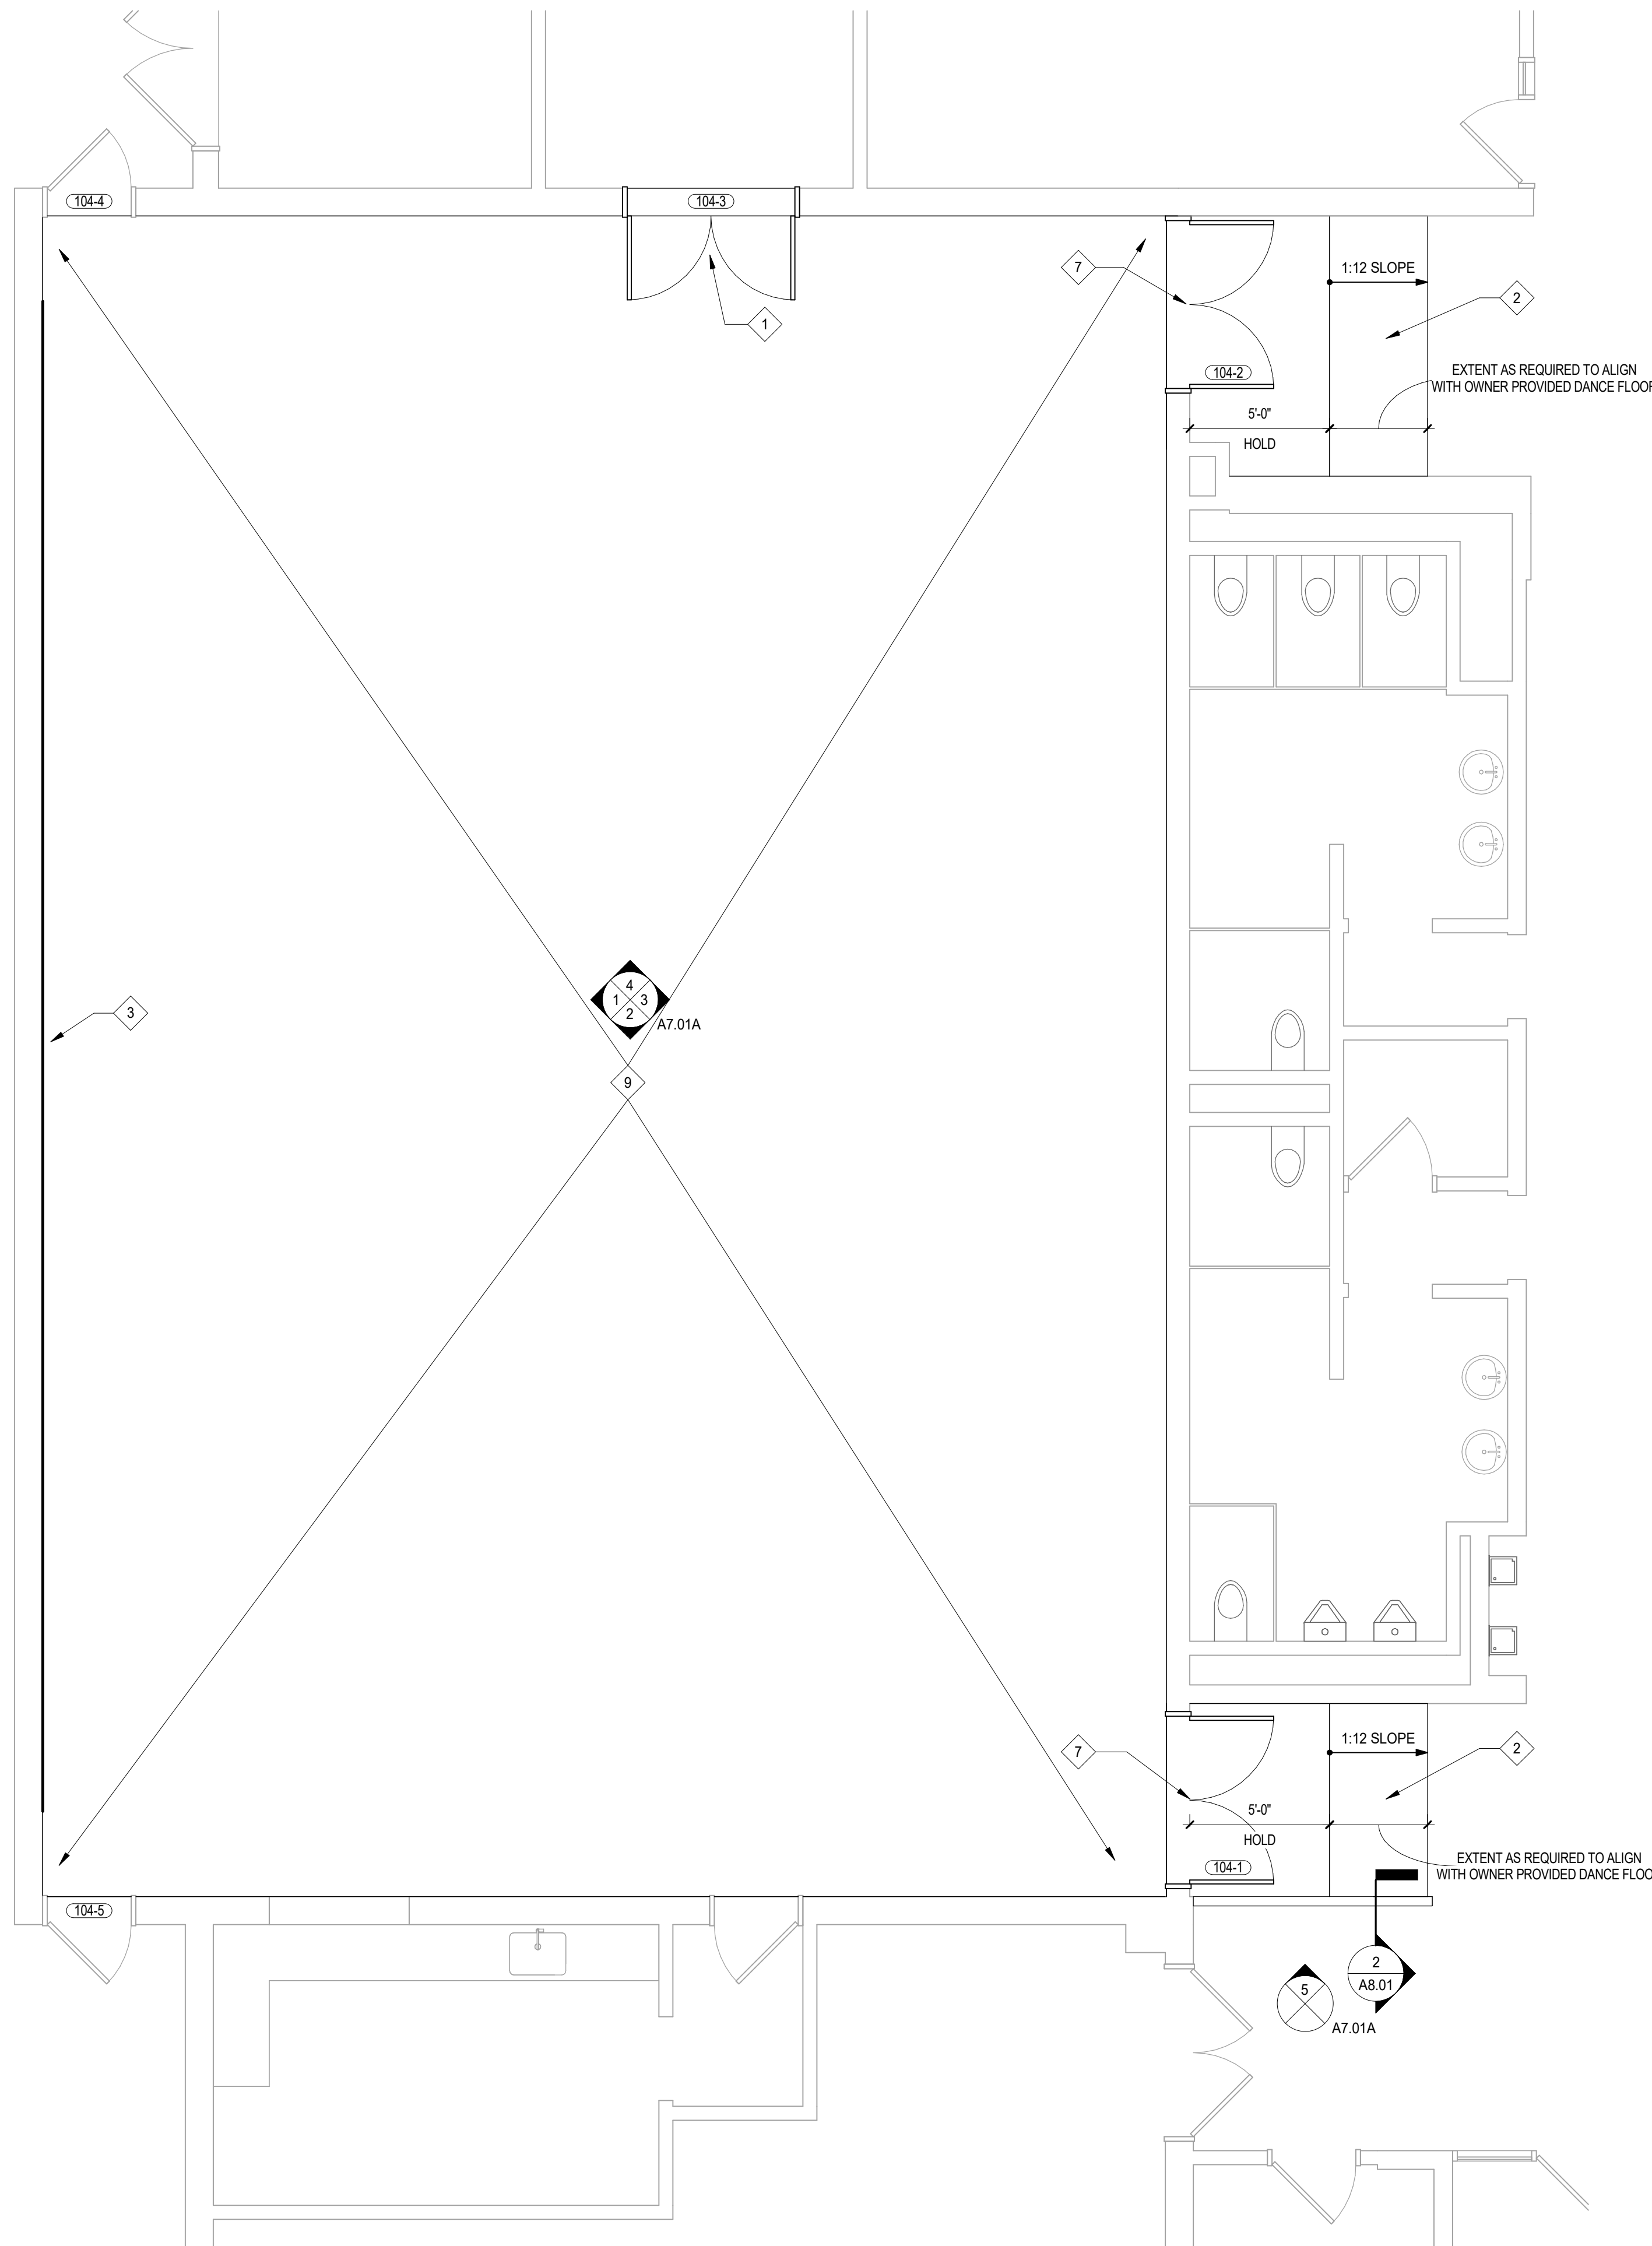 104-4
104-3
7
1:12 SLOPE
2
1
EXTENT AS REQUIRED TO ALIGN
WITH OWNER PROVIDED DANCE FLOOR
104-2
5'-0"
HOLD
4
1 3
2
A7.01A
3
9
7
1:12 SLOPE
2
5'-0"
HOLD
EXTENT AS REQUIRED TO ALIGN
WITH OWNER PROVIDED DANCE FLOO
104-1
104-5
2
A8.01
5
A7.01A